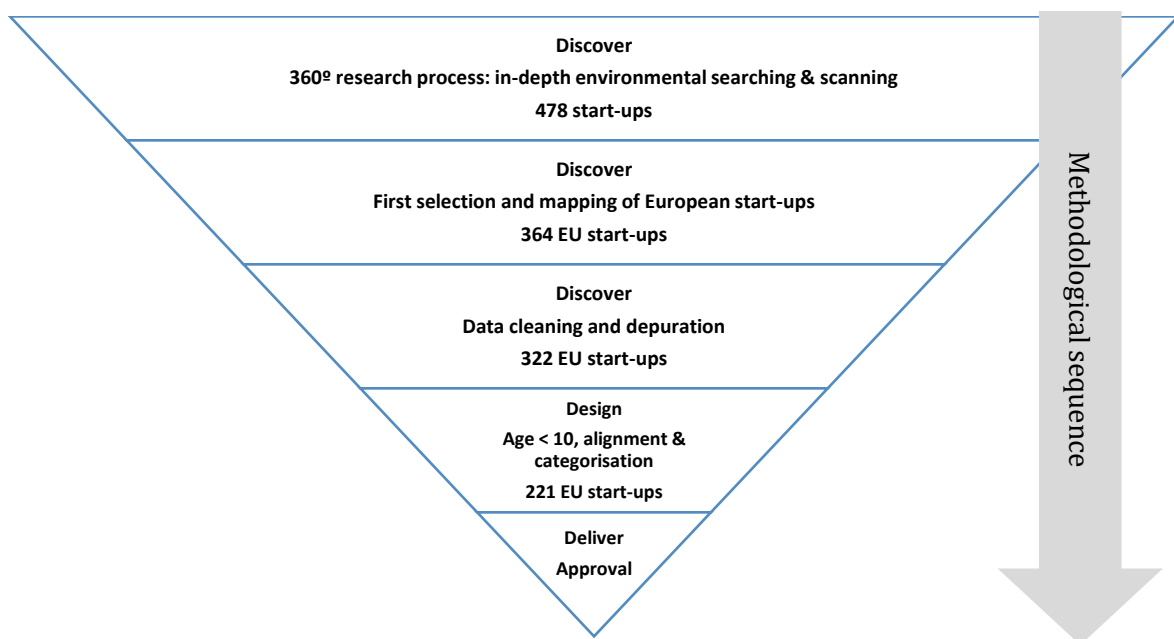 Discover
360º research process: in-depth environmental searching & scanning
478 start-ups
Discover
First selection and mapping of European start-ups
364 EU start-ups
Discover
Data cleaning and depuration
322 EU start-ups
Design
Age < 10, alignment &
categorisation
221 EU start-ups
Deliver
Approval
Methodological sequence